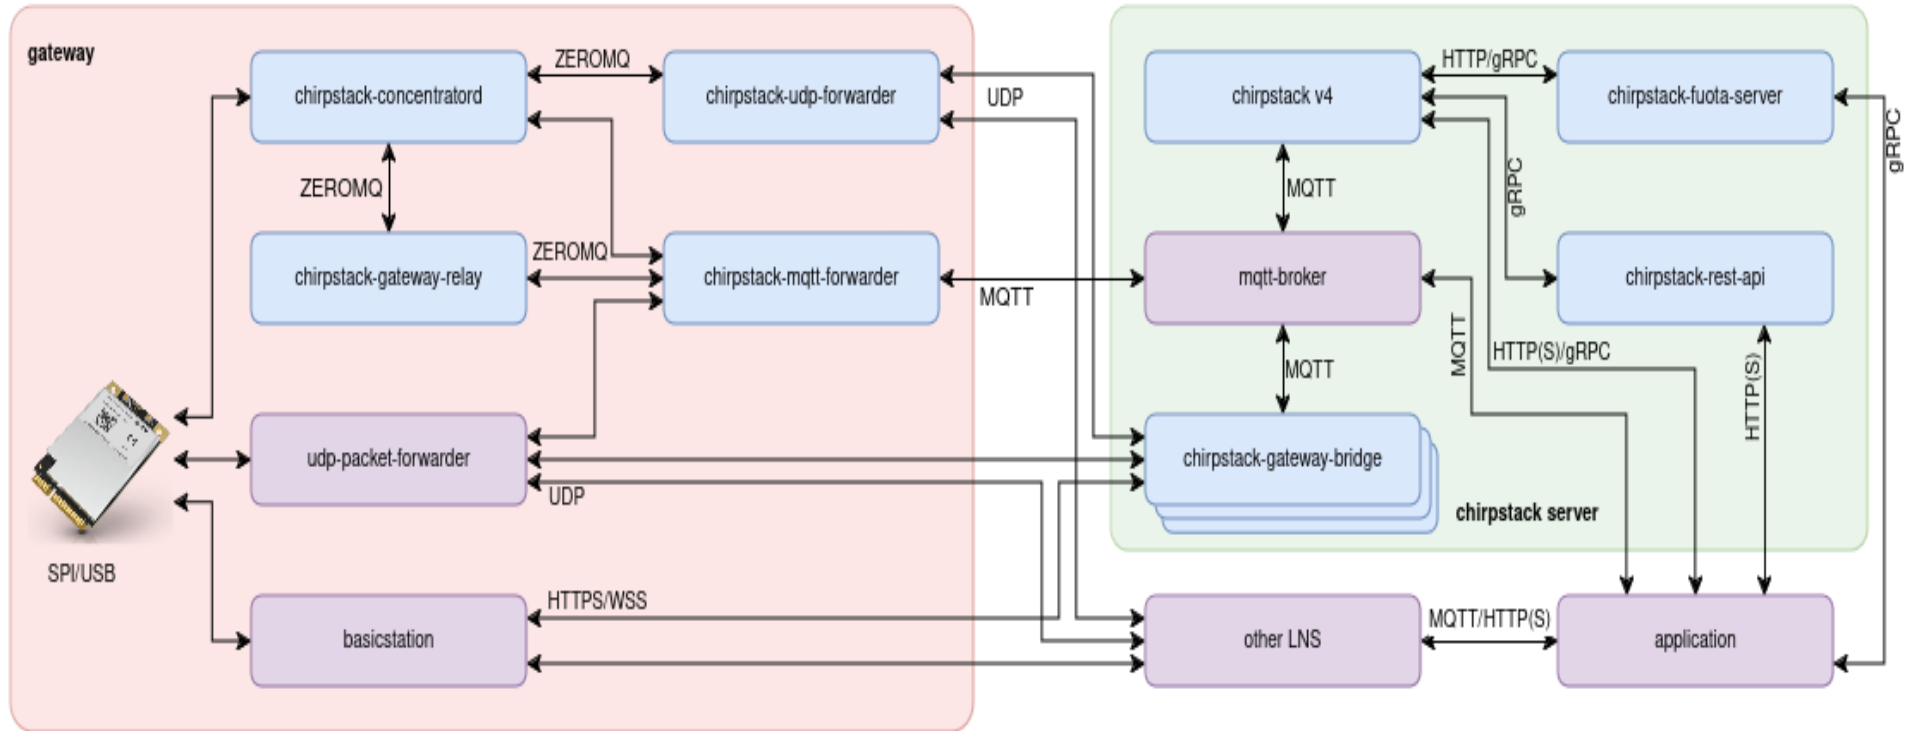 gateway
chirpstack-concentratord
ZEROMQ
chirpstack-udp-forwarder
UDP
chirpstack v4
HTTP/gRPC
chirpstack-fuota-server
gRPC
ZEROMQ
MQTT
gRPC
chirpstack-gateway-relay
ZEROMQ
chirpstack-mqtt-forwarder
MQTT
mqtt-broker
chirpstack-rest-api
MQTT
MQTT
HTTP(S)/gRPC
HTTP(S)
udp-packet-forwarder
UDP
chirpstack-gateway-bridge
chirpstack server
SPI/USB
basicstation
HTTPS/WSS
other LNS
MQTT/HTTP(S)
application